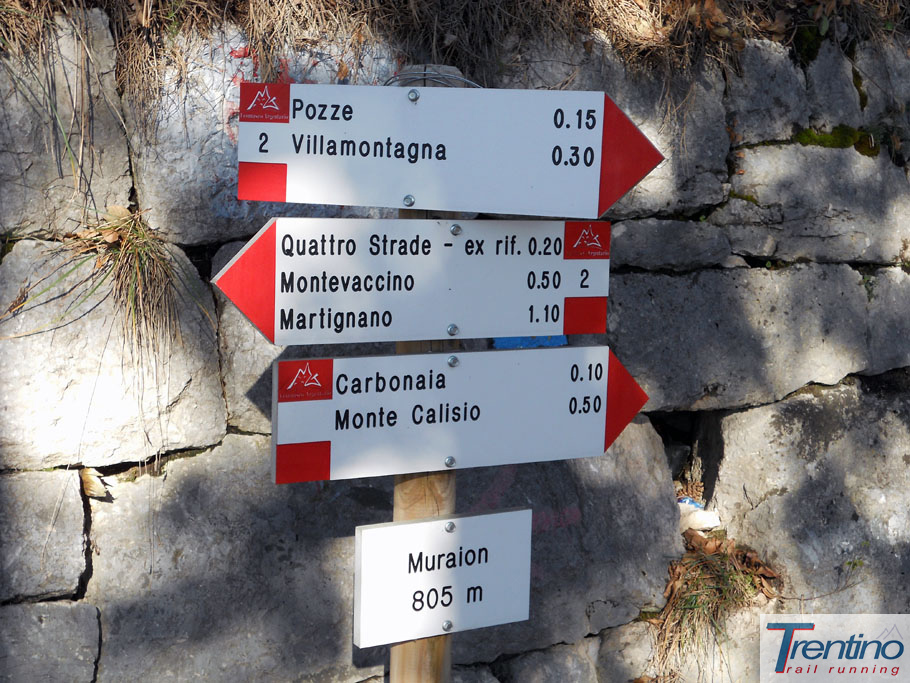 Pozze 0.15
2 Villamontagna 0.30
Quattro Strade - ex rif. 0.20
Montevaccino 0.50 2
Martignano 1.10
Carbonaia 0.10
Monte Calisio 0.50
Muraion
805 m
Trentino
trail running